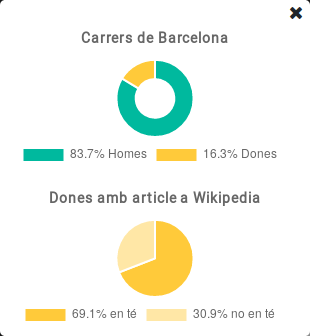 ✖
Carrers de Barcelona
83.7% Homes 16.3% Dones
Dones amb article a Wikipedia
69.1% en té 30.9% no en té